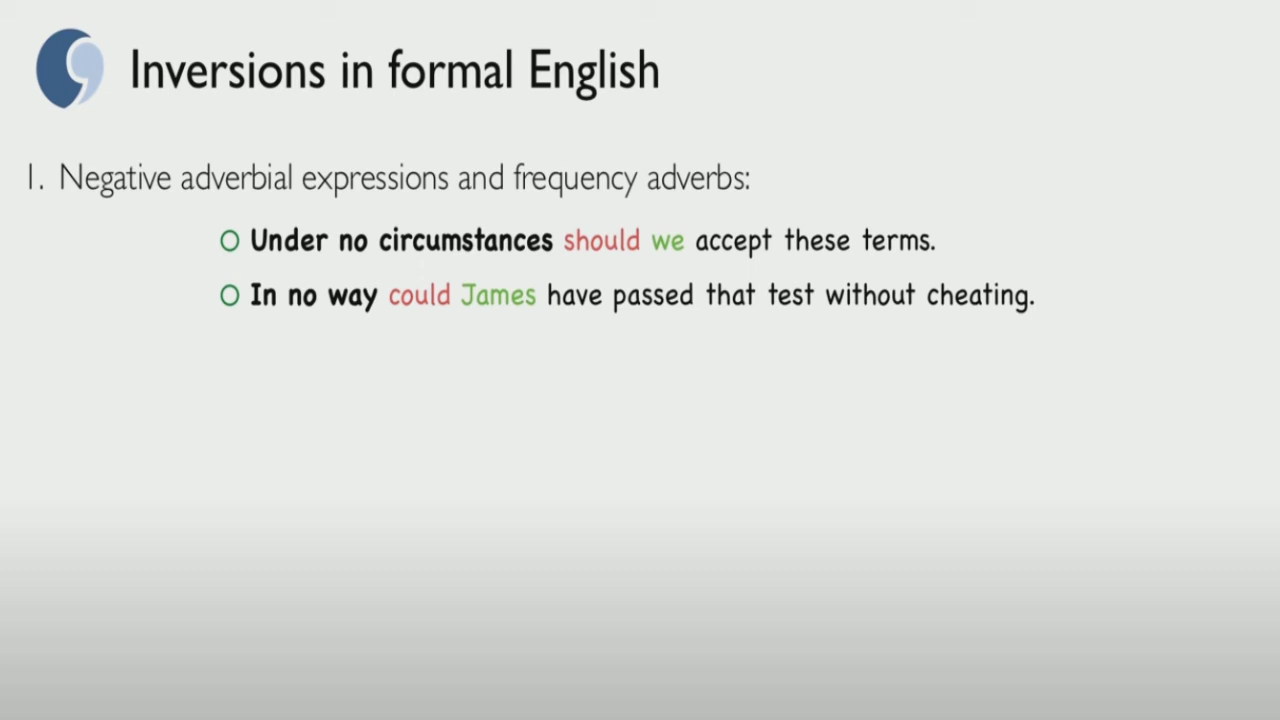 Inversions in formal English
1. Negative adverbial expressions and frequency adverbs:
Under no circumstances should we accept these terms.
In no way could James have passed that test without cheating.